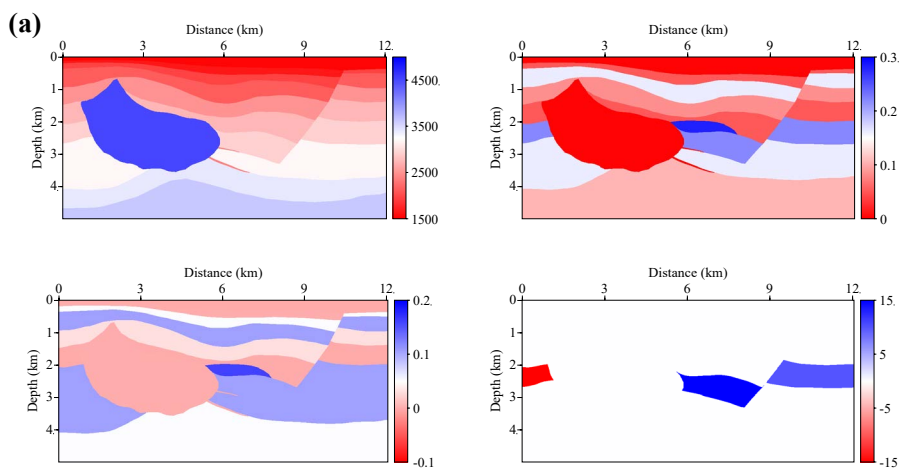 (a)
Distance (km)
0 3 6 9 12.
Depth (km)
0
1
2
3
4.
4500.
3500
2500
1500
Distance (km)
0 3 6 9 12.
Depth (km)
0
1
2
3
4.
0.3.
0.2
0.1
0
Distance (km)
0 3 6 9 12.
Depth (km)
0
1
2
3
4.
0.2.
0.1
0
-0.1
Distance (km)
0 3 6 9 12.
Depth (km)
0
1
2
3
4.
15.
5
-5
-15